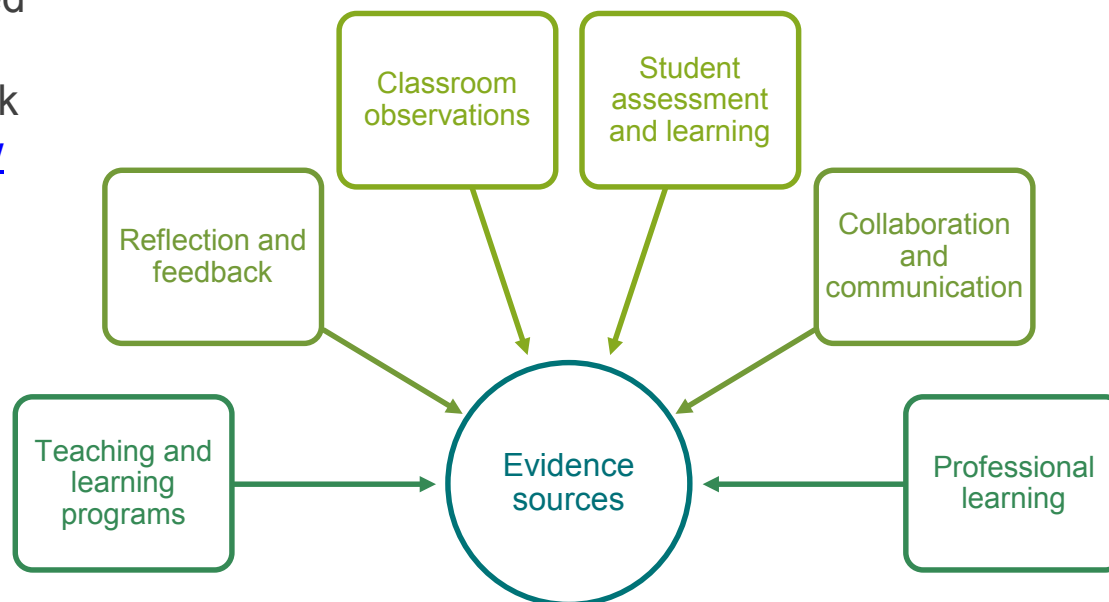 Classroom
observations
Student
assessment
and learning
Reflection and
feedback
Collaboration
and
communication
Teaching and
learning
programs
Evidence
sources
Professional
learning